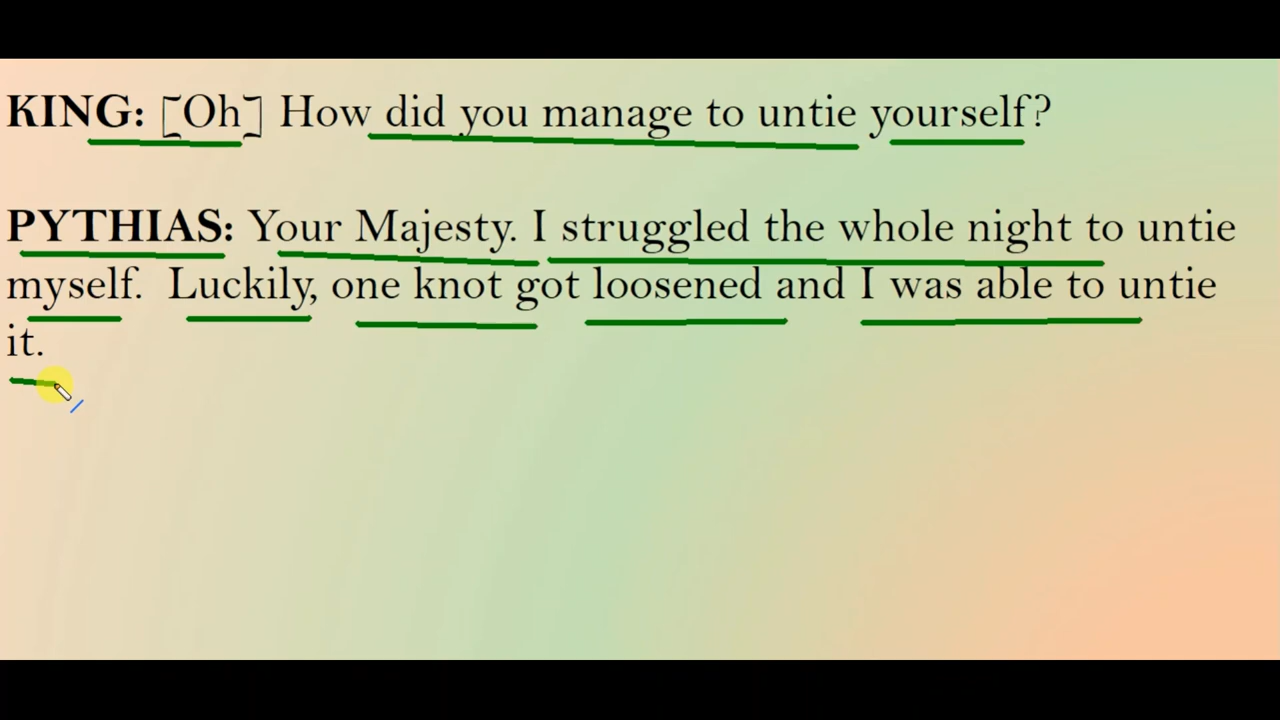 KING: [Oh] How did you manage to untie yourself?
PYTHIAS: Your Majesty. I struggled the whole night to untie
myself. Luckily, one knot got loosened and I was able to untie
it.